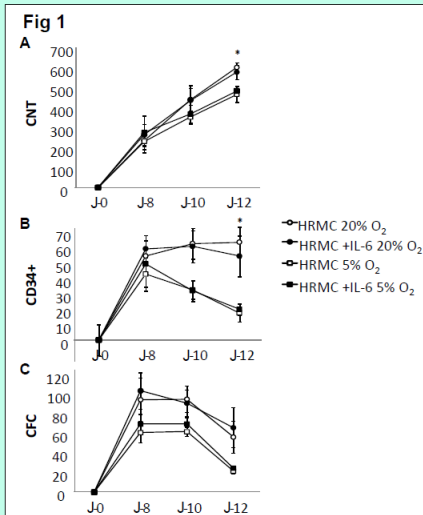 Fig 1
A
*
700
600
500
400
300
200
100
0
CNT
J-0 J-8 J-10 J-12
B
*
70
60
50
40
30
20
10
0
CD34+
J-0 J-8 J-10 J-12
HRMC 20% O2
HRMC +IL-6 20% O2
HRMC 5% O2
HRMC +IL-6 5% O2
C
120
100
80
60
40
20
0
CFC
J-0 J-8 J-10 J-12